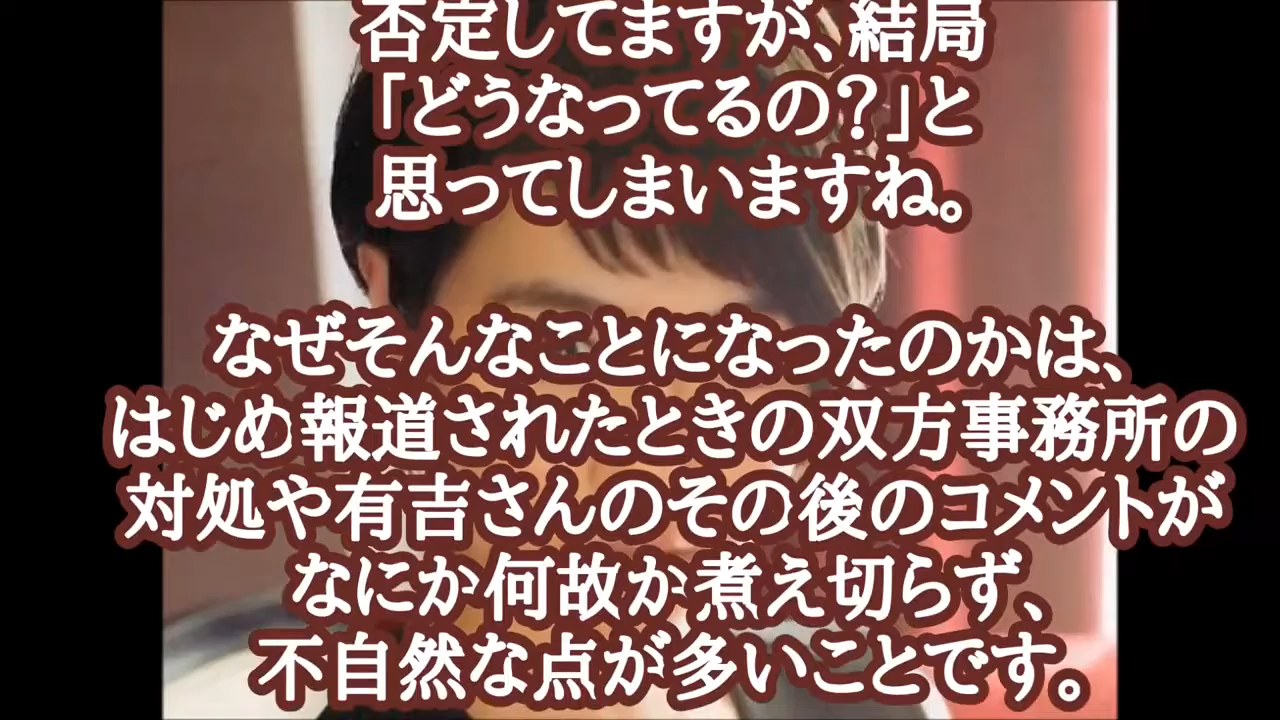 否定してますが、結局
「どうなってるの？」と
思ってしまいますね。
なぜそんなことになったのかは、
はじめ報道されたときの双方事務所の
対処や有吉さんのその後のコメントが
なにか何故か煮え切らず、
不自然な点が多いことです。